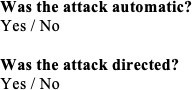 Was the attack automatic?
Yes / No
Was the attack directed?
Yes / No